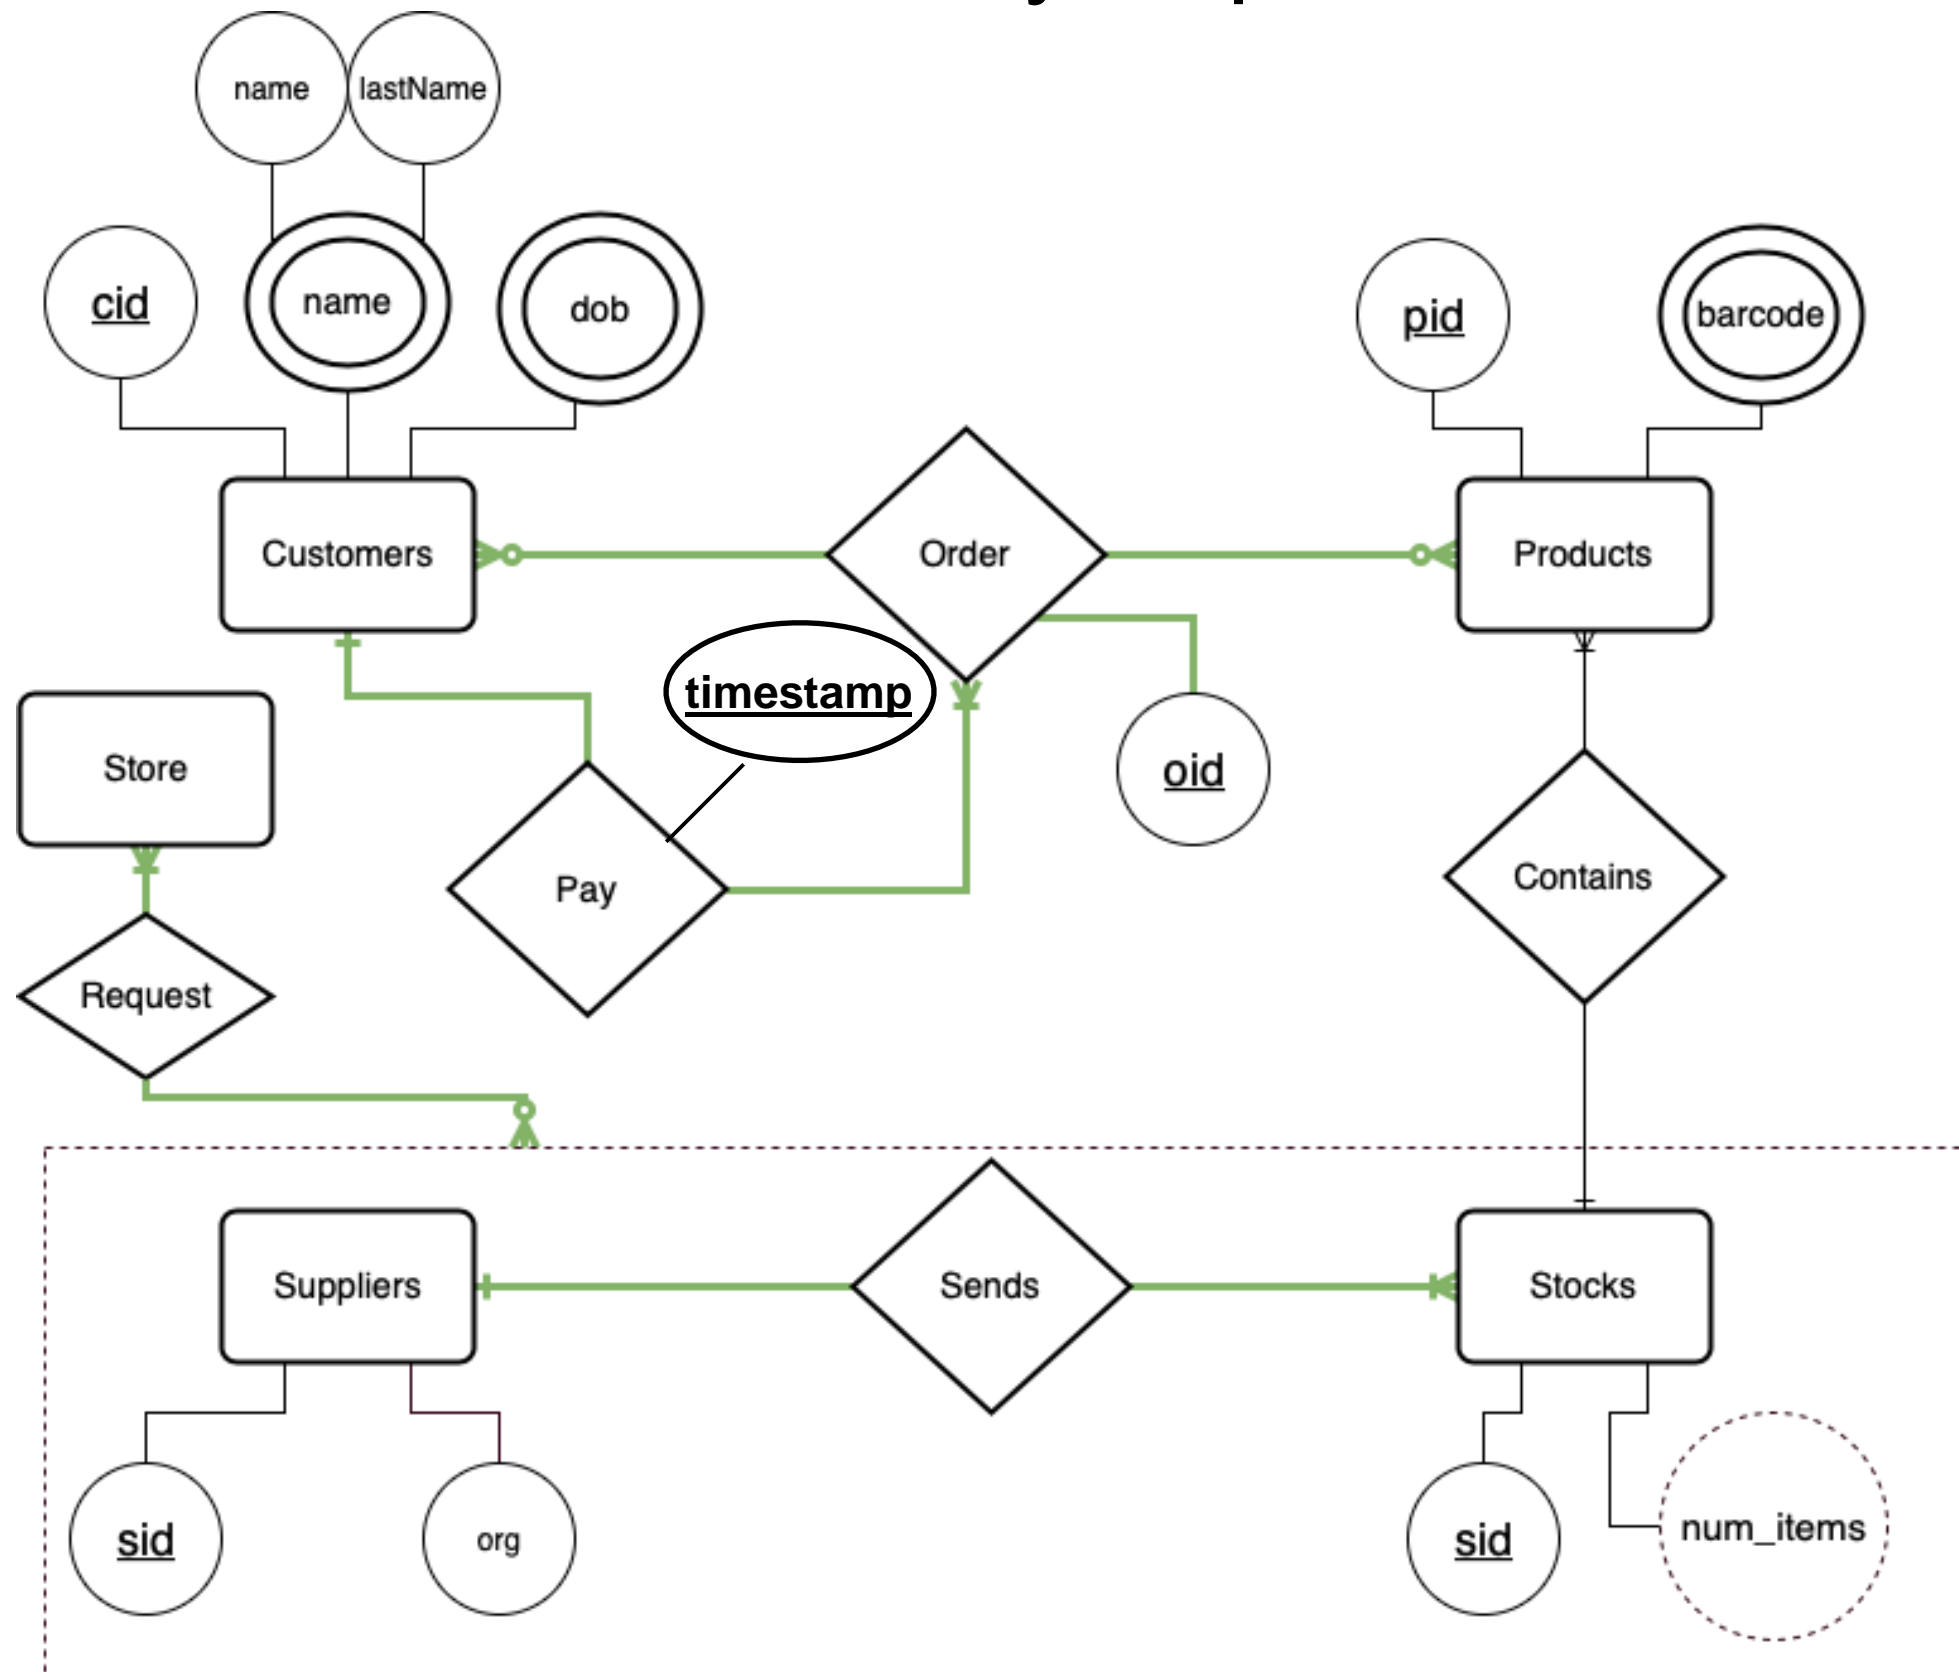 name
lastName
cid
name
dob
pid
barcode
Customers
Order
Products
timestamp
Store
oid
Pay
Contains
Request
Suppliers
Sends
Stocks
sid
org
sid
num_items